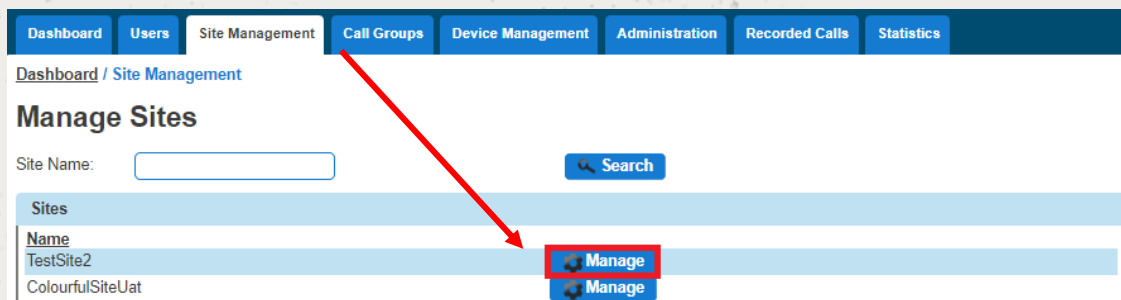 Dashboard Users Site Management Call Groups Device Management Administration Recorded Calls Statistics
Dashboard / Site Management
Manage Sites
Site Name: Search
Sites
Name
TestSite2 Manage
ColourfulSiteUat Manage